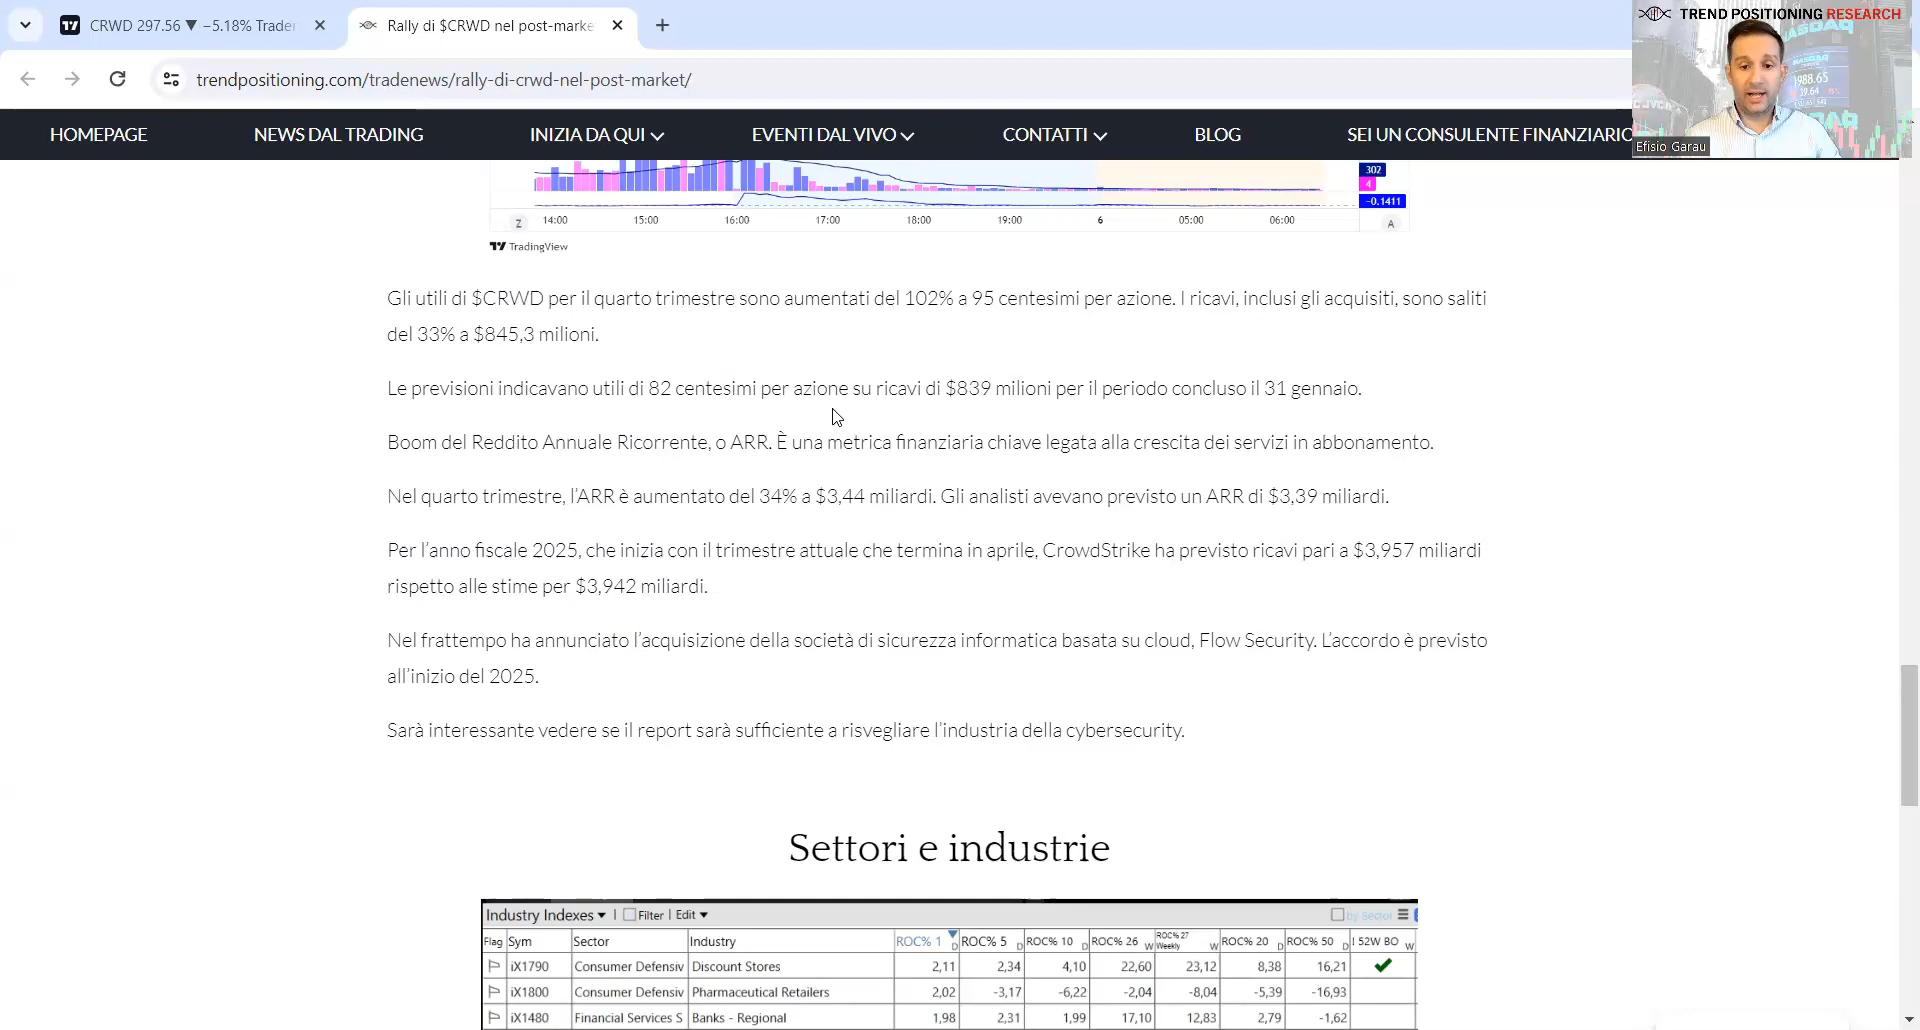 CRWD 297.56 ▼ −5.18% Trader
Rally di $CRWD nel post-marke
trendpositioning.com/tradenews/rally-di-crwd-nel-post-market/
TREND POSITIONING RESEARCH
NASDAQ
Efisio Garau
HOMEPAGE
NEWS DAL TRADING
INIZIA DA QUI
EVENTI DAL VIVO
CONTATTI
BLOG
SEI UN CONSULENTE FINANZIARIO
302
4
−0.1411
Z 14:00 15:00 16:00 17:00 18:00 19:00 6 05:00 06:00 A
TradingView
Gli utili di $CRWD per il quarto trimestre sono aumentati del 102% a 95 centesimi per azione. I ricavi, inclusi gli acquisiti, sono saliti
del 33% a $845,3 milioni.
Le previsioni indicavano utili di 82 centesimi per azione su ricavi di $839 milioni per il periodo concluso il 31 gennaio.
Boom del Reddito Annuale Ricorrente, o ARR. È una metrica finanziaria chiave legata alla crescita dei servizi in abbonamento.
Nel quarto trimestre, l’ARR è aumentato del 34% a $3,44 miliardi. Gli analisti avevano previsto un ARR di $3,39 miliardi.
Per l’anno fiscale 2025, che inizia con il trimestre attuale che termina in aprile, CrowdStrike ha previsto ricavi pari a $3,957 miliardi
rispetto alle stime per $3,942 miliardi.
Nel frattempo ha annunciato l’acquisizione della società di sicurezza informatica basata su cloud, Flow Security. L’accordo è previsto
all’inizio del 2025.
Sarà interessante vedere se il report sarà sufficiente a risvegliare l’industria della cybersecurity.
Settori e industrie
Industry Indexes ▾ | Filter | Edit ▾ by Sector
Flag Sym Sector Industry ROC% 1 D ROC% 5 D ROC% 10 D ROC% 26 W ROC% 27 Weekly W ROC% 20 D ROC% 50 D ! 52W BO W
iX1790 Consumer Defensiv Discount Stores 2,11 2,34 4,10 22,60 23,12 8,38 16,21
iX1800 Consumer Defensiv Pharmaceutical Retailers 2,02 -3,17 -6,22 -2,04 -8,04 -5,39 -16,93
iX1480 Financial Services S Banks - Regional 1,98 2,31 1,99 17,10 12,83 2,79 -1,62